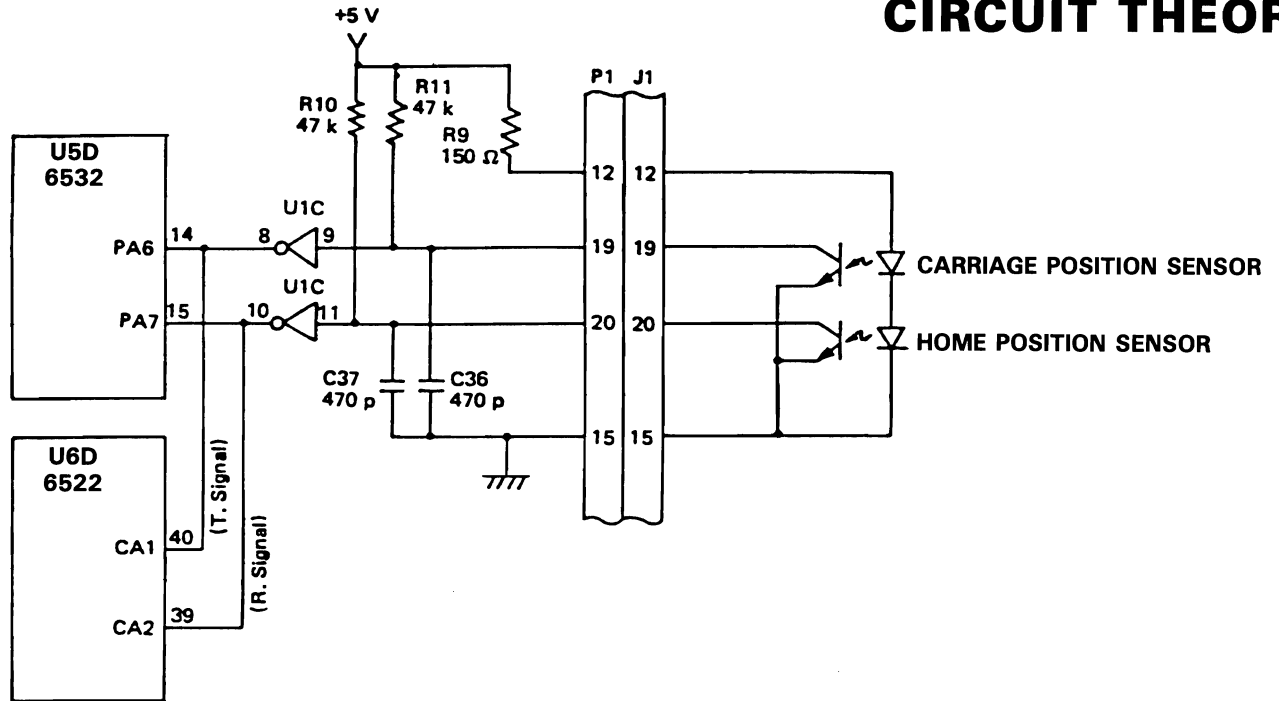 CIRCUIT THEOR
+5 V
P1 J1
R10
47 k
R11
47 k
R9
150 Ω
U5D
6532
12 12
U1C
PA6 14 8 9 19 19
CARRIAGE POSITION SENSOR
U1C
PA7 15 10 11 20 20
HOME POSITION SENSOR
C37
470 p
C36
470 p
15 15
U6D
6522
(T. Signal)
CA1 40
(R. Signal)
CA2 39